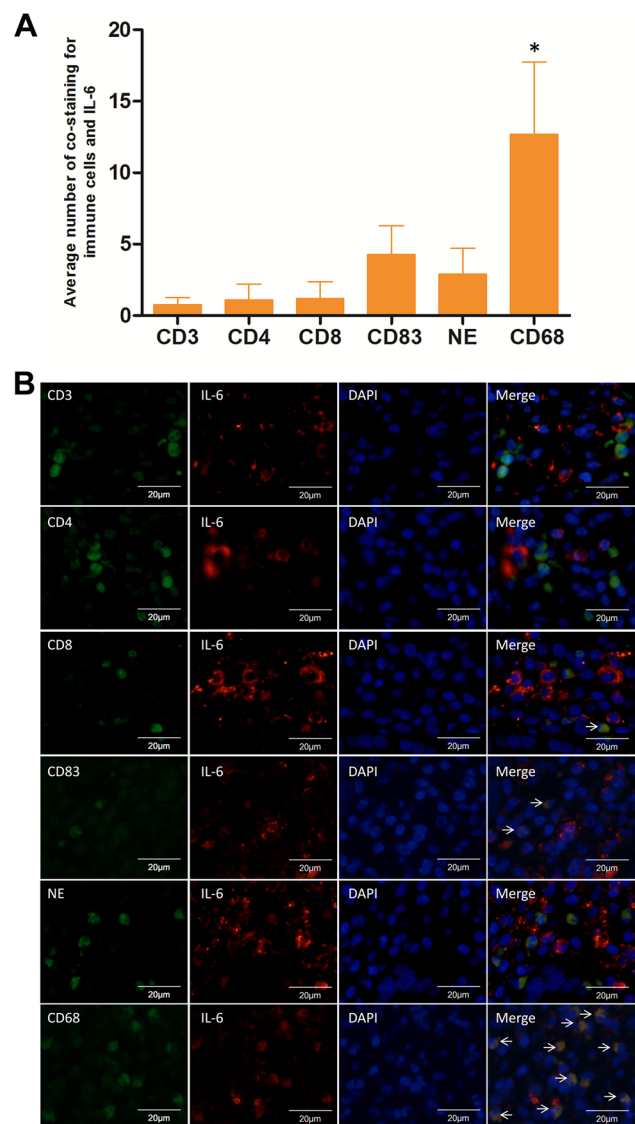 A
Average number of co-staining for
immune cells and IL-6
20
15
10
5
0
*
CD3 CD4 CD8 CD83 NE CD68
B
CD3 IL-6 DAPI Merge
20µm 20µm 20µm 20µm
CD4 IL-6 DAPI Merge
20µm 20µm 20µm 20µm
CD8 IL-6 DAPI Merge
20µm 20µm 20µm 20µm
CD83 IL-6 DAPI Merge
20µm 20µm 20µm 20µm
NE IL-6 DAPI Merge
20µm 20µm 20µm 20µm
CD68 IL-6 DAPI Merge
20µm 20µm 20µm 20µm